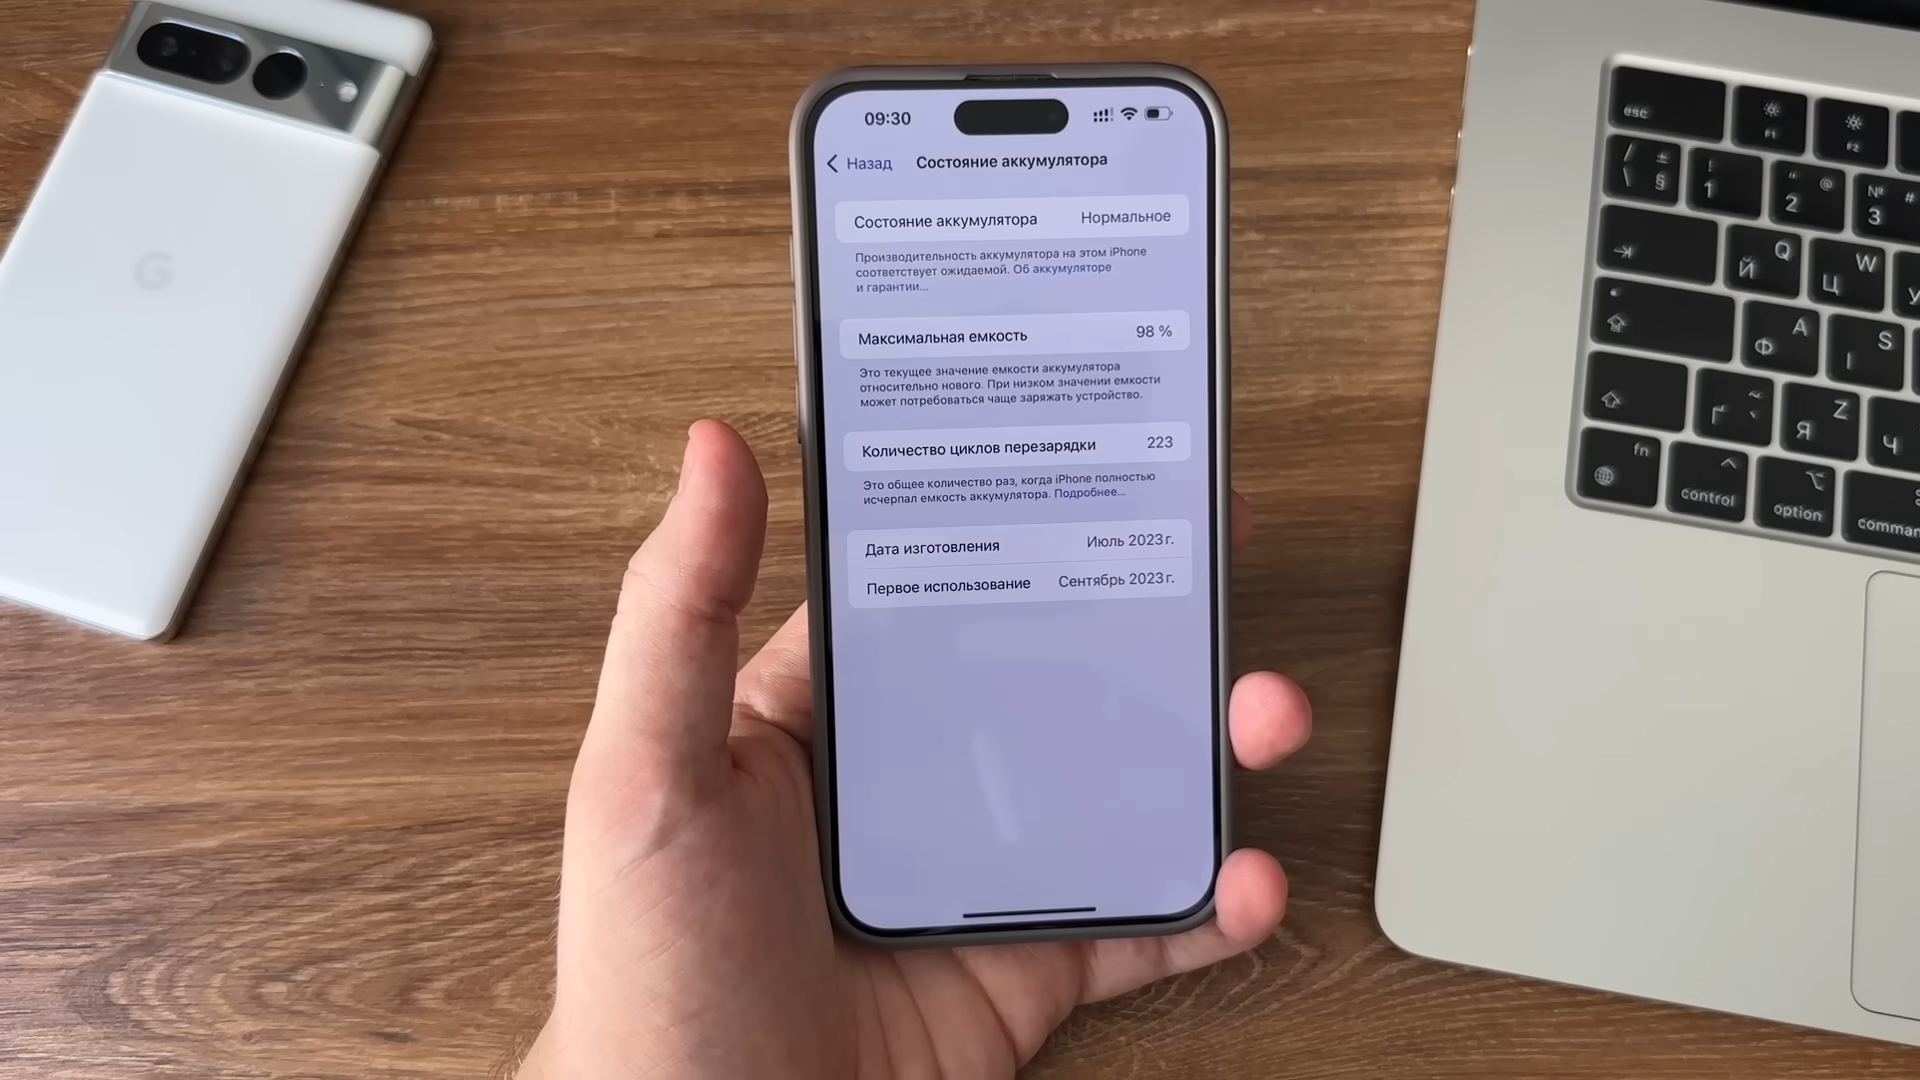 G
09:30
Назад
Состояние аккумулятора
Состояние аккумулятора Нормальное
Производительность аккумулятора на этом iPhone
соответствует ожидаемой. Об аккумуляторе
и гарантии...
Максимальная емкость 98 %
Это текущее значение емкости аккумулятора
относительно нового. При низком значении емкости
может потребоваться чаще заряжать устройство.
Количество циклов перезарядки 223
Это общее количество раз, когда iPhone полностью
исчерпал емкость аккумулятора. Подробнее...
Дата изготовления Июль 2023 г.
Первое использование Сентябрь 2023 г.
esc F1 F2
/ \ ± § ! 1 " @ 2 № # 3
Q Й W Ц У
A Ф S
Ґ Z Я Ч
fn control option